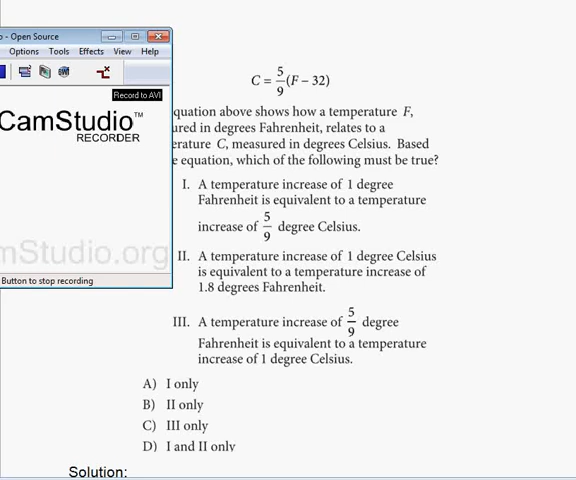 - Open Source
Options Tools Effects View Help
Record to AVI
CamStudio™
RECORDER
mStudio.org
Button to stop recording
C = 5/9 (F − 32)
quation above shows how a temperature F,
ured in degrees Fahrenheit, relates to a
erature C, measured in degrees Celsius. Based
e equation, which of the following must be true?
I. A temperature increase of 1 degree
Fahrenheit is equivalent to a temperature
increase of 5/9 degree Celsius.
II. A temperature increase of 1 degree Celsius
is equivalent to a temperature increase of
1.8 degrees Fahrenheit.
III. A temperature increase of 5/9 degree
Fahrenheit is equivalent to a temperature
increase of 1 degree Celsius.
A) I only
B) II only
C) III only
D) I and II only
Solution: